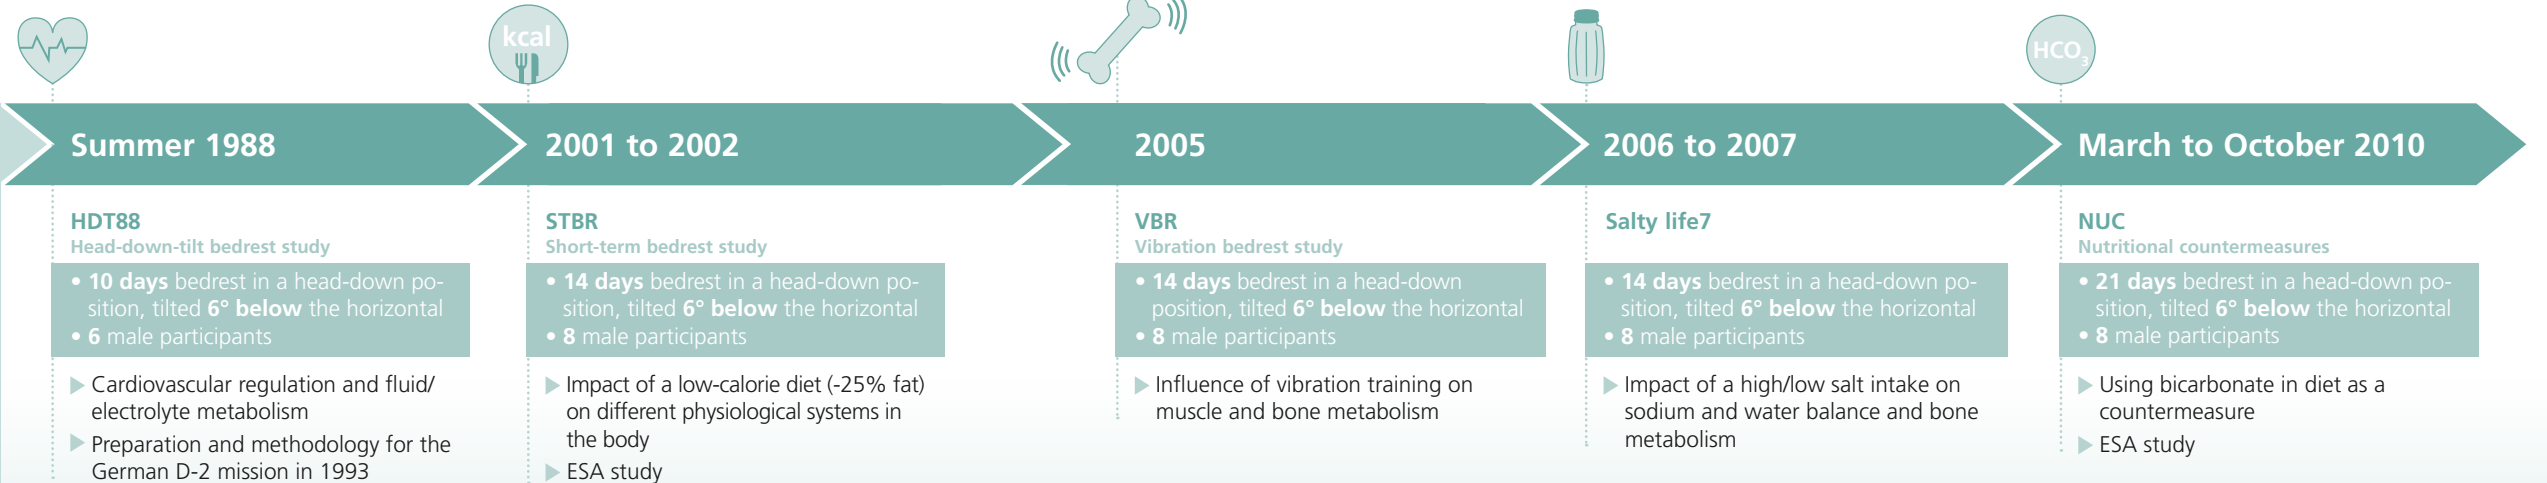 kcal
HCO3
Summer 1988
HDT88
Head-down-tilt bedrest study
• 10 days bedrest in a head-down po-
sition, tilted 6° below the horizontal
• 6 male participants
Cardiovascular regulation and fluid/
electrolyte metabolism
Preparation and methodology for the
German D-2 mission in 1993
2001 to 2002
STBR
Short-term bedrest study
• 14 days bedrest in a head-down po-
sition, tilted 6° below the horizontal
• 8 male participants
Impact of a low-calorie diet (-25% fat)
on different physiological systems in
the body
ESA study
2005
VBR
Vibration bedrest study
• 14 days bedrest in a head-down
position, tilted 6° below the horizontal
• 8 male participants
Influence of vibration training on
muscle and bone metabolism
2006 to 2007
Salty life7
• 14 days bedrest in a head-down po-
sition, tilted 6° below the horizontal
• 8 male participants
Impact of a high/low salt intake on
sodium and water balance and bone
metabolism
March to October 2010
NUC
Nutritional countermeasures
• 21 days bedrest in a head-down po-
sition, tilted 6° below the horizontal
• 8 male participants
Using bicarbonate in diet as a
countermeasure
ESA study